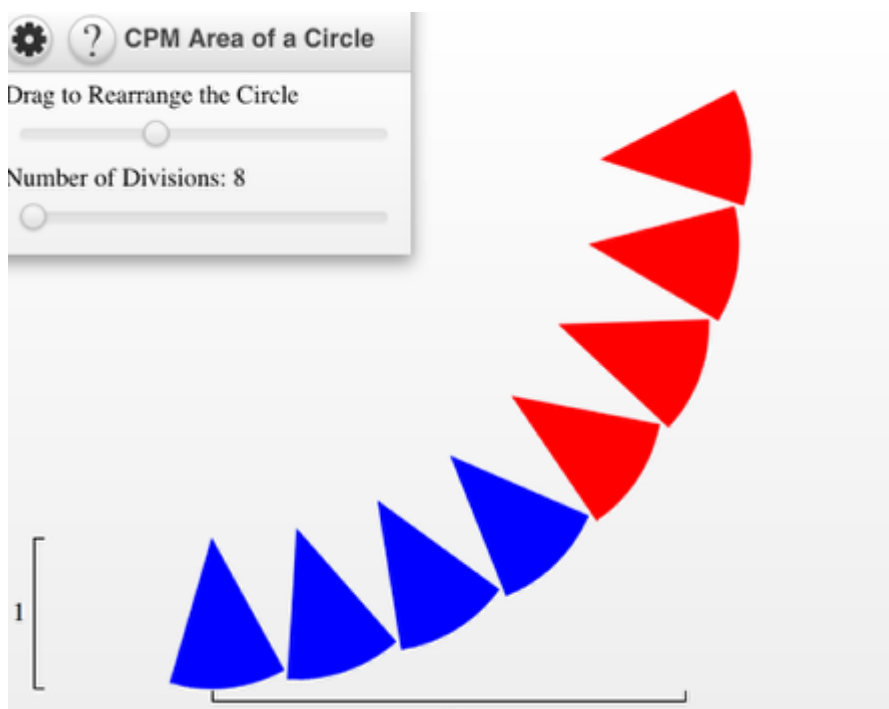 ? CPM Area of a Circle
Drag to Rearrange the Circle
Number of Divisions: 8
1